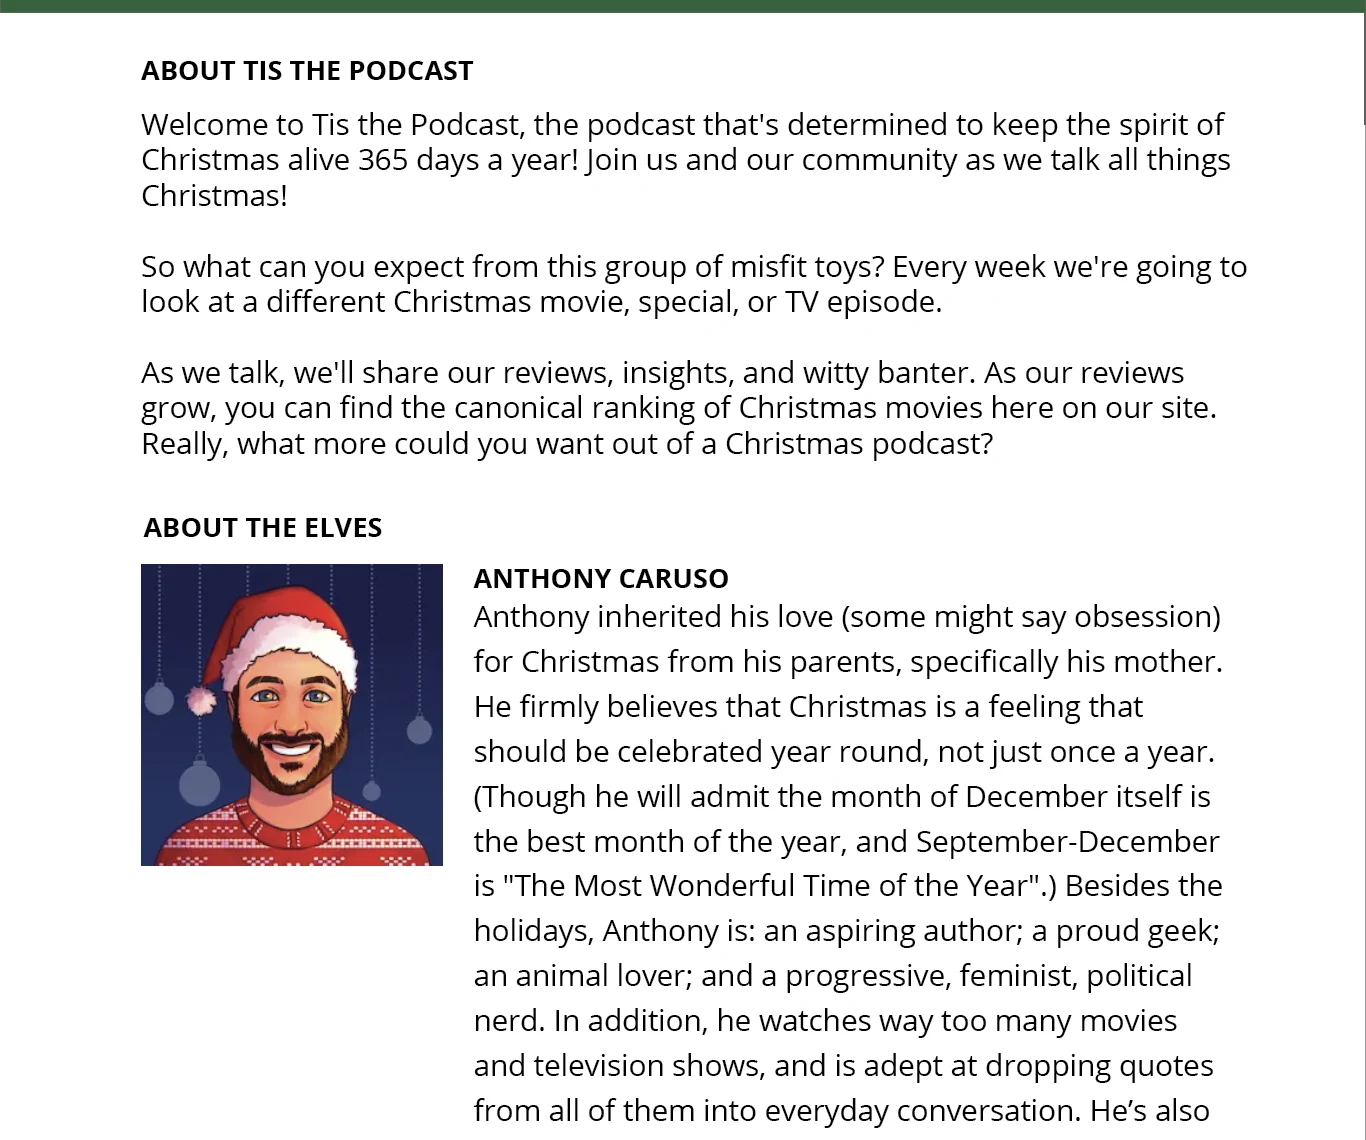 ABOUT TIS THE PODCAST
Welcome to Tis the Podcast, the podcast that's determined to keep the spirit of
Christmas alive 365 days a year! Join us and our community as we talk all things
Christmas!
So what can you expect from this group of misfit toys? Every week we're going to
look at a different Christmas movie, special, or TV episode.
As we talk, we'll share our reviews, insights, and witty banter. As our reviews
grow, you can find the canonical ranking of Christmas movies here on our site.
Really, what more could you want out of a Christmas podcast?
ABOUT THE ELVES
ANTHONY CARUSO
Anthony inherited his love (some might say obsession)
for Christmas from his parents, specifically his mother.
He firmly believes that Christmas is a feeling that
should be celebrated year round, not just once a year.
(Though he will admit the month of December itself is
the best month of the year, and September-December
is "The Most Wonderful Time of the Year".) Besides the
holidays, Anthony is: an aspiring author; a proud geek;
an animal lover; and a progressive, feminist, political
nerd. In addition, he watches way too many movies
and television shows, and is adept at dropping quotes
from all of them into everyday conversation. He’s also